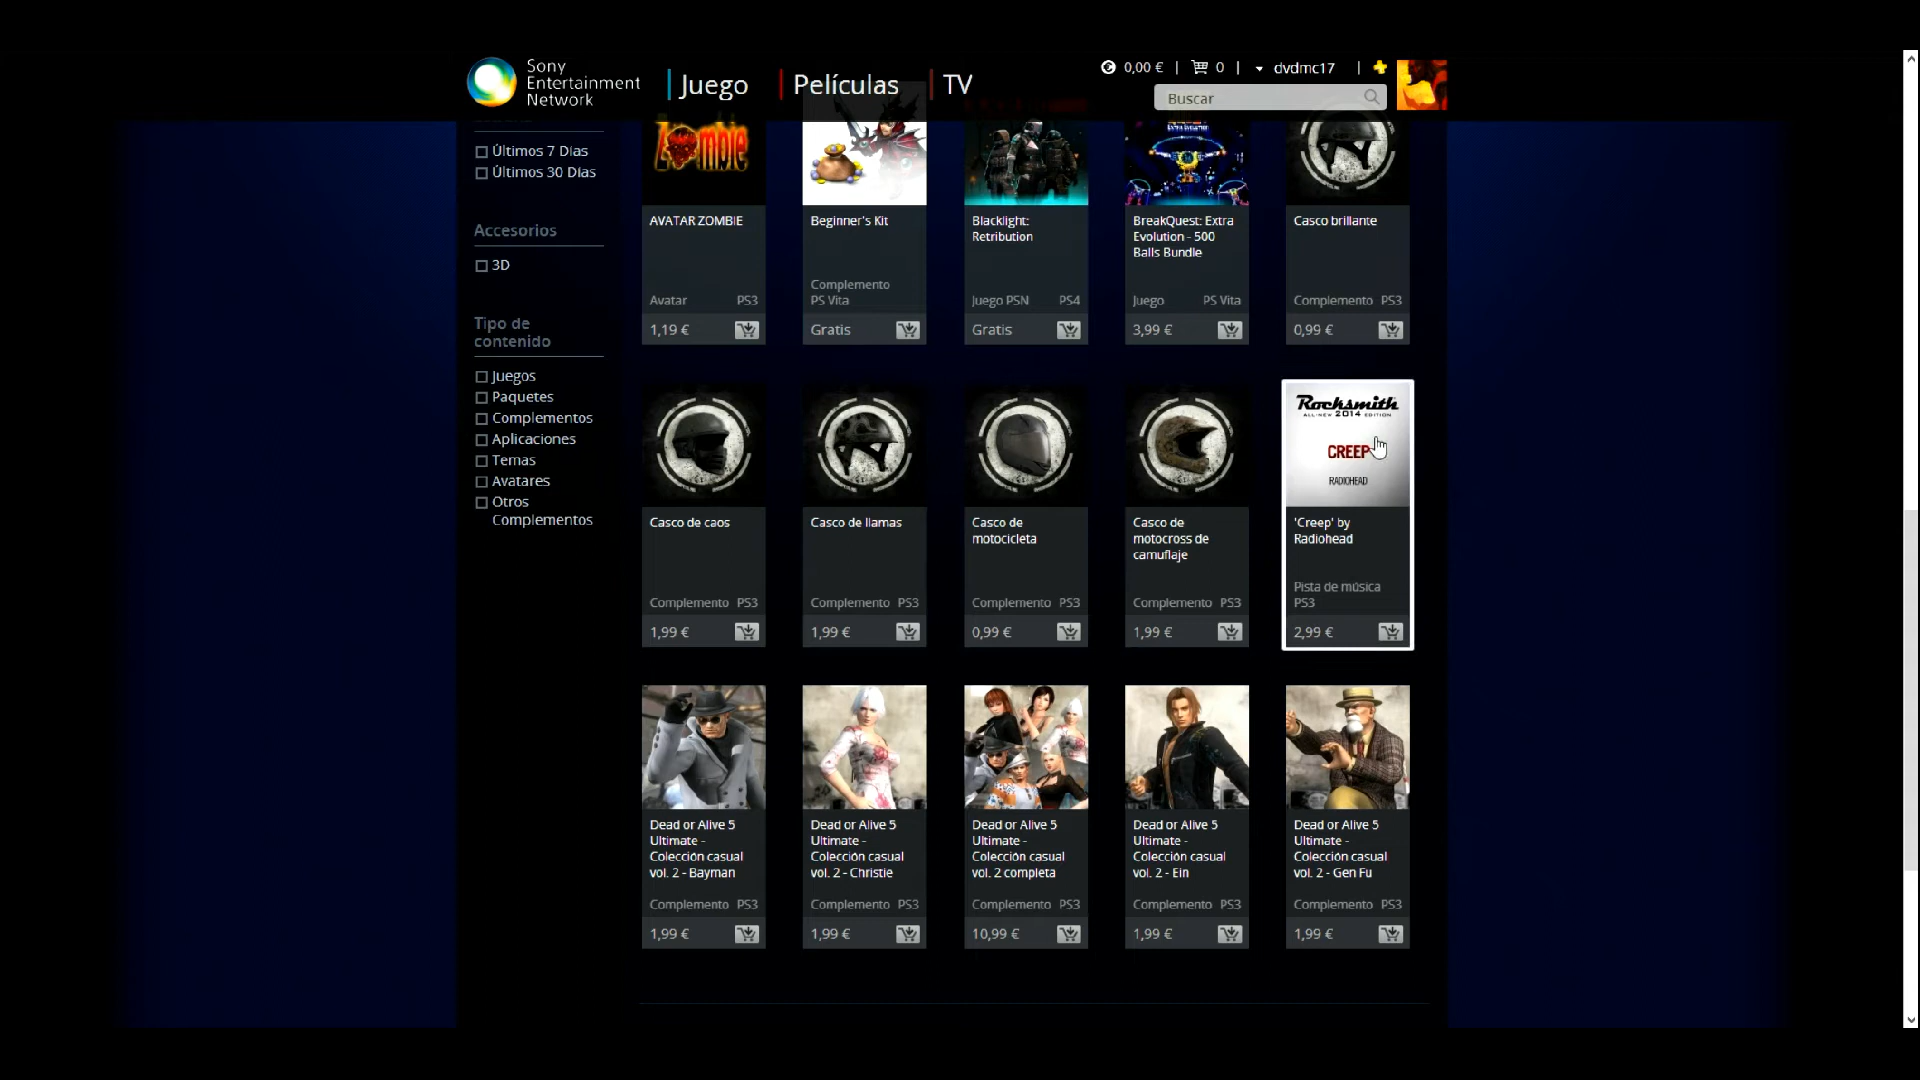 Sony
Entertainment
Network
Juego
Películas
TV
0,00 €
0
dvdmc17
Buscar
Últimos 7 Días
Últimos 30 Días
Accesorios
3D
Tipo de
contenido
Juegos
Paquetes
Complementos
Aplicaciones
Temas
Avatares
Otros
Complementos
Zombie
AVATAR ZOMBIE
Avatar PS3
1,19 €
Beginner's Kit
Complemento
PS Vita
Gratis
Blacklight:
Retribution
Juego PSN PS4
Gratis
EXTRA EVOLUTION
BreakQuest: Extra
Evolution - 500
Balls Bundle
Juego PS Vita
3,99 €
Casco brillante
Complemento PS3
0,99 €
Casco de caos
Complemento PS3
1,99 €
Casco de llamas
Complemento PS3
1,99 €
Casco de
motocicleta
Complemento PS3
0,99 €
Casco de
motocross de
camuflaje
Complemento PS3
1,99 €
Rocksmith
ALL-NEW 2014 EDITION
CREEP
RADIOHEAD
'Creep' by
Radiohead
Pista de música
PS3
2,99 €
Dead or Alive 5
Ultimate -
Colección casual
vol. 2 - Bayman
Complemento PS3
1,99 €
Dead or Alive 5
Ultimate -
Colección casual
vol. 2 - Christie
Complemento PS3
1,99 €
Dead or Alive 5
Ultimate -
Colección casual
vol. 2 completa
Complemento PS3
10,99 €
Dead or Alive 5
Ultimate -
Colección casual
vol. 2 - Ein
Complemento PS3
1,99 €
Dead or Alive 5
Ultimate -
Colección casual
vol. 2 - Gen Fu
Complemento PS3
1,99 €